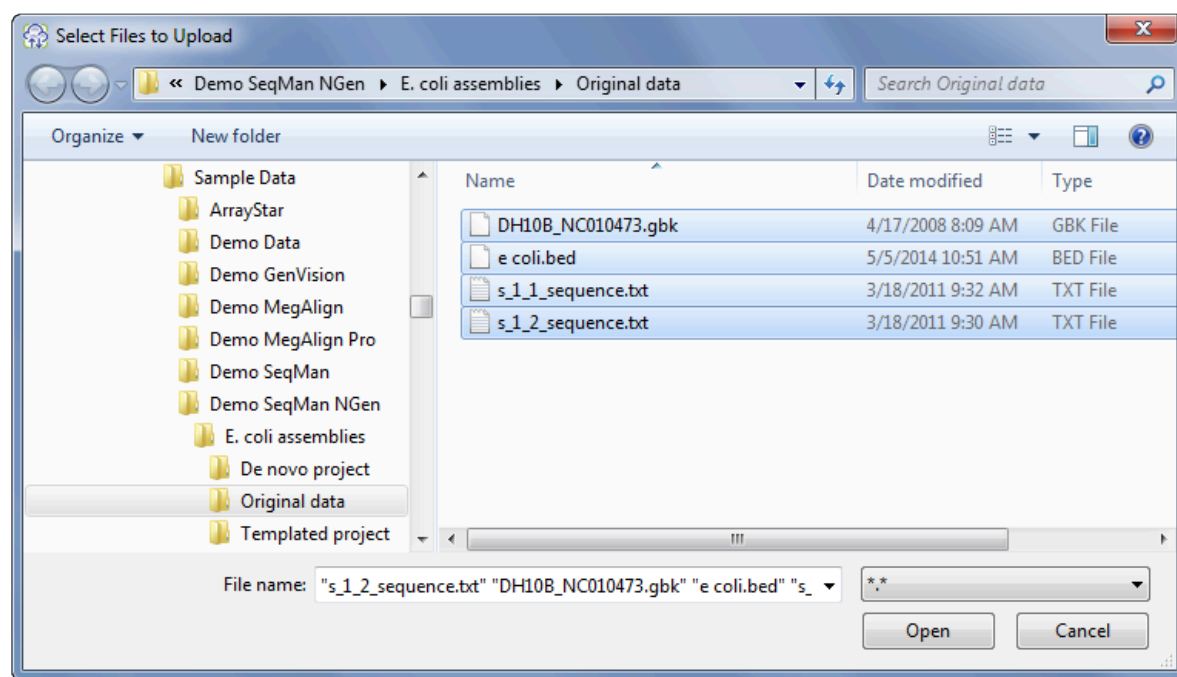 Select Files to Upload
x
« Demo SeqMan NGen ▸ E. coli assemblies ▸ Original data
Search Original data
Organize ▼ New folder
Sample Data
ArrayStar
Demo Data
Demo GenVision
Demo MegAlign
Demo MegAlign Pro
Demo SeqMan
Demo SeqMan NGen
E. coli assemblies
De novo project
Original data
Templated project
Name Date modified Type
DH10B_NC010473.gbk 4/17/2008 8:09 AM GBK File
e coli.bed 5/5/2014 10:51 AM BED File
s_1_1_sequence.txt 3/18/2011 9:32 AM TXT File
s_1_2_sequence.txt 3/18/2011 9:30 AM TXT File
File name: "s_1_2_sequence.txt" "DH10B_NC010473.gbk" "e coli.bed" "s_ *.*
Open Cancel